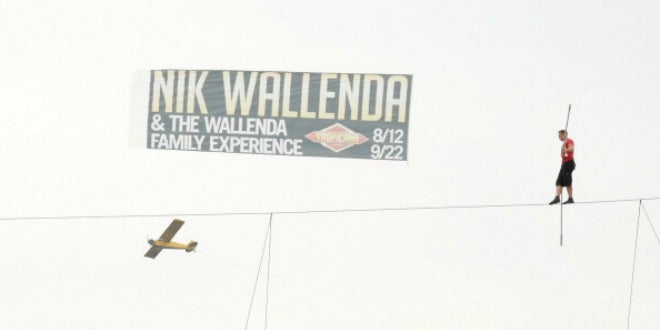 NIK WALLENDA
& THE WALLENDA
FAMILY EXPERIENCE
TROPICANA
8/12
9/22